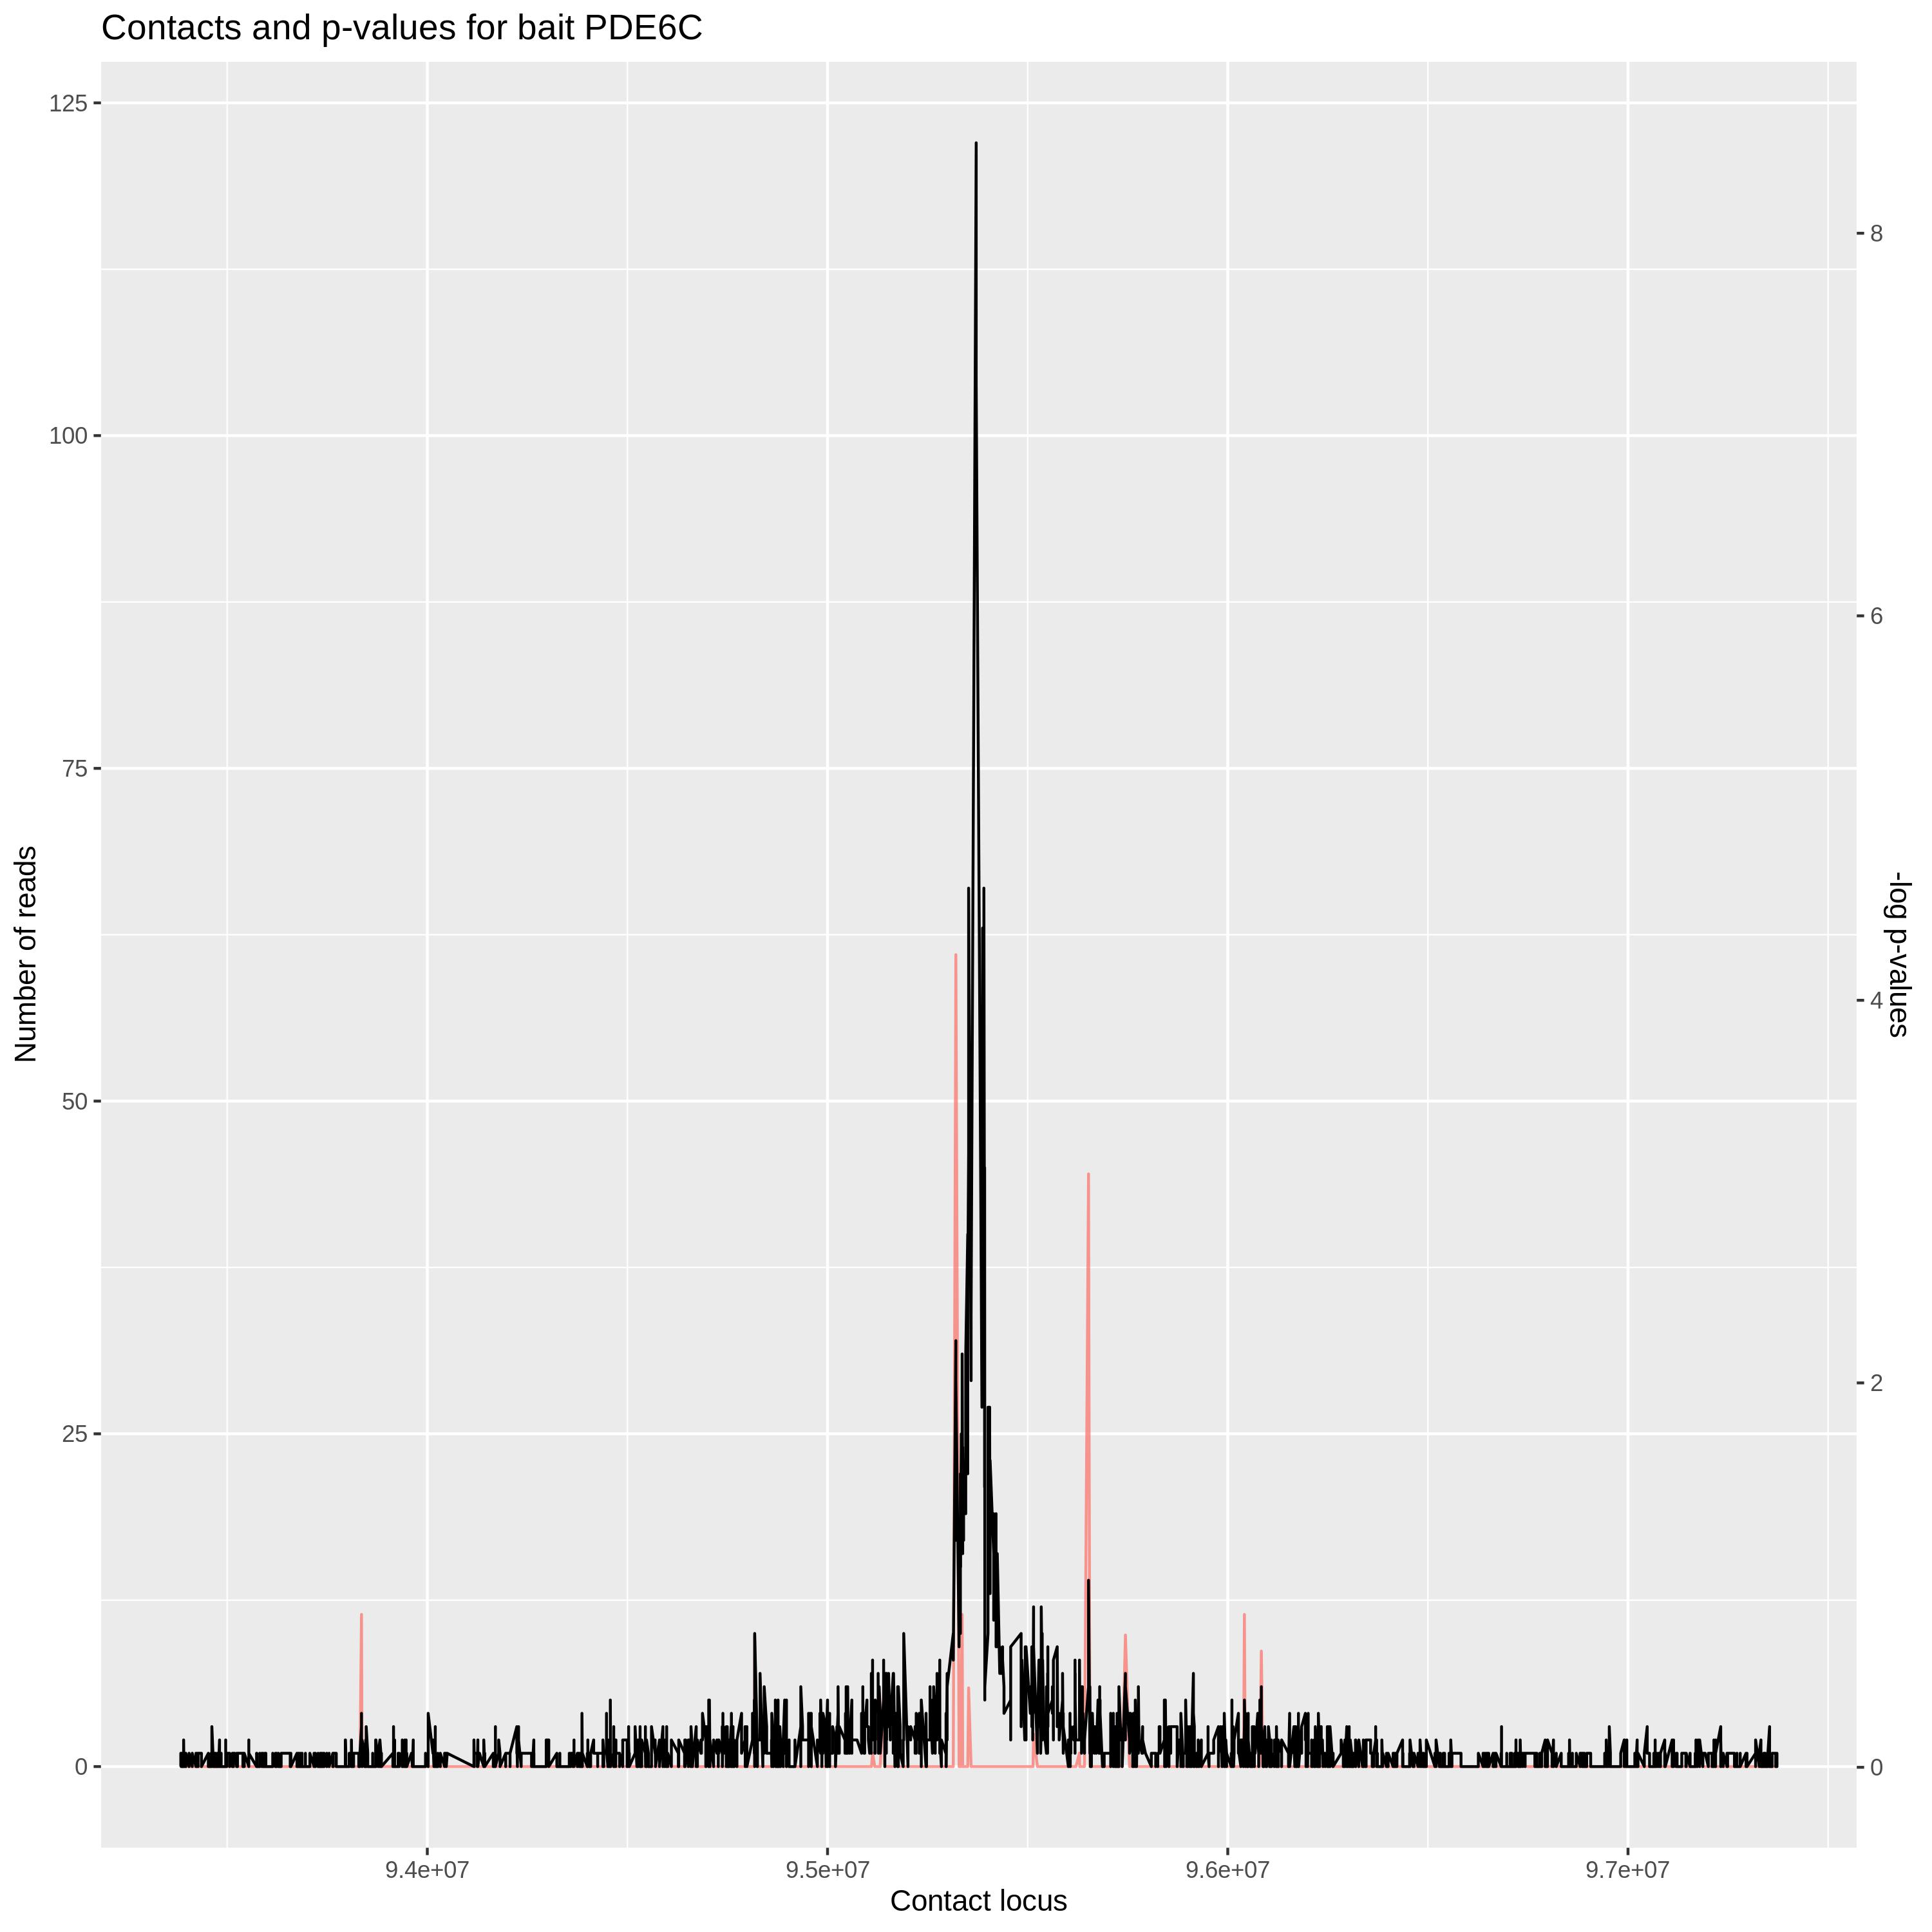 Contacts and p-values for bait PDE6C
125
100
75
50
25
0
Number of reads
8
6
4
2
0
-log p-values
9.4e+07
9.5e+07
9.6e+07
9.7e+07
Contact locus